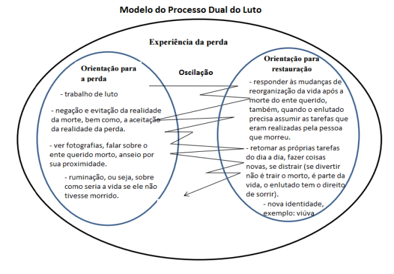 Modelo do Processo Dual do Luto
Experiência da perda
Orientação para
a perda
- trabalho de luto
- negação e evitação da realidade
da morte, bem como, a aceitação
da realidade da perda.
- ver fotografias, falar sobre o
ente querido morto, anseio por
sua proximidade.
- ruminação, ou seja, sobre
como seria a vida se ele não
tivesse morrido.
Oscilação
Orientação para
restauração
- responder às mudanças de
reorganização da vida após a
morte do ente querido,
também, quando o enlutado
precisa assumir as tarefas que
eram realizadas pela pessoa
que morreu.
- retomar as próprias tarefas
do dia a dia, fazer coisas
novas, se distrair (se divertir
não é trair o morto, é parte da
vida, o enlutado tem o direito
de sorrir).
- nova identidade,
exemplo: viúva.